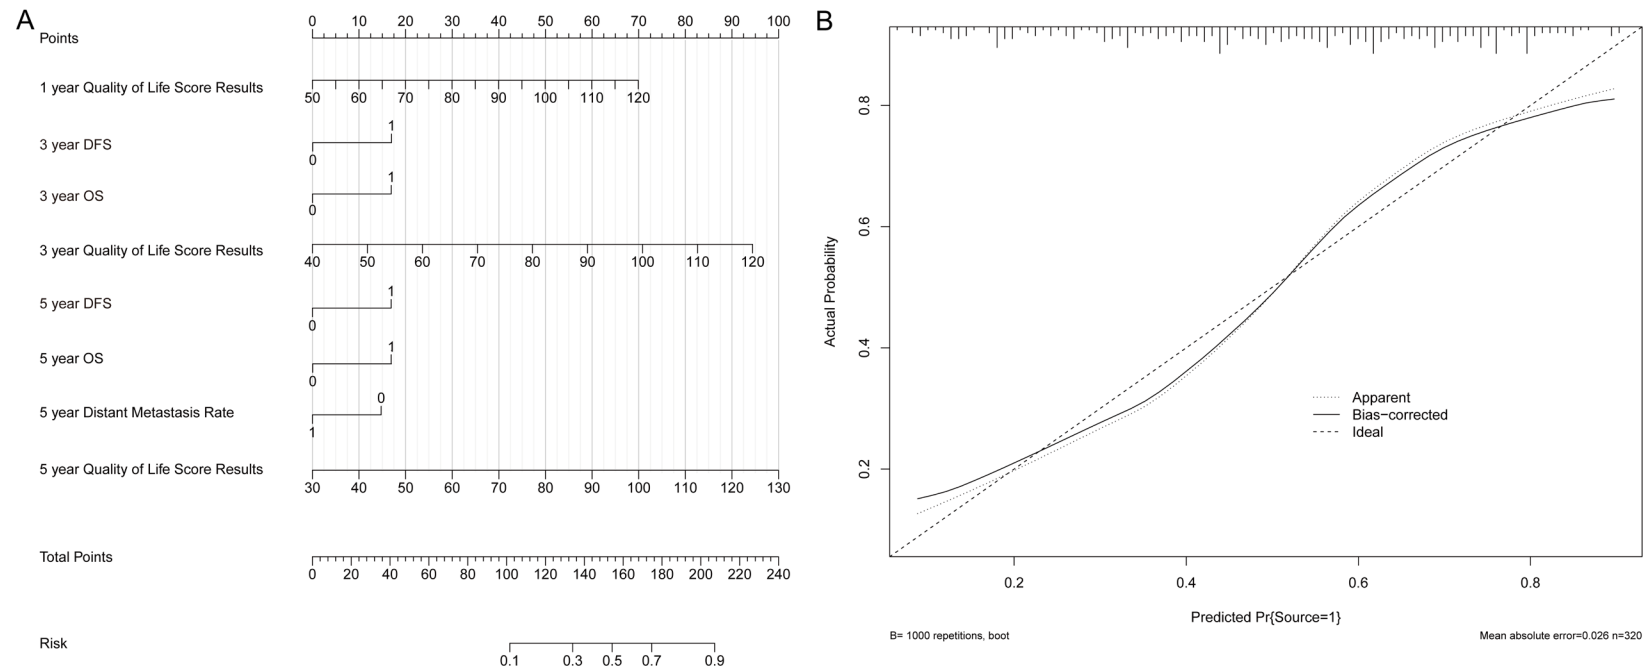 A
Points
0 10 20 30 40 50 60 70 80 90 100
1 year Quality of Life Score Results
50 60 70 80 90 100 110 120
3 year DFS
0 1
3 year OS
0 1
3 year Quality of Life Score Results
40 50 60 70 80 90 100 110 120
5 year DFS
0 1
5 year OS
0 1
5 year Distant Metastasis Rate
1 0
5 year Quality of Life Score Results
30 40 50 60 70 80 90 100 110 120 130
Total Points
0 20 40 60 80 100 120 140 160 180 200 220 240
Risk
0.1 0.3 0.5 0.7 0.9
B
Actual Probability
0.8
0.6
0.4
0.2
Apparent
Bias−corrected
Ideal
0.2 0.4 0.6 0.8
Predicted Pr{Source=1}
B= 1000 repetitions, boot
Mean absolute error=0.026 n=320